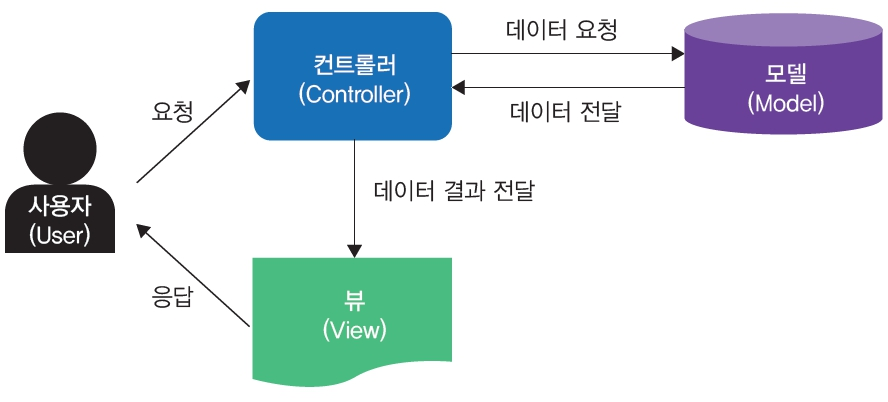 컨트롤러
(Controller)
데이터 요청
데이터 전달
모델
(Model)
요청
사용자
(User)
데이터 결과 전달
응답
뷰
(View)